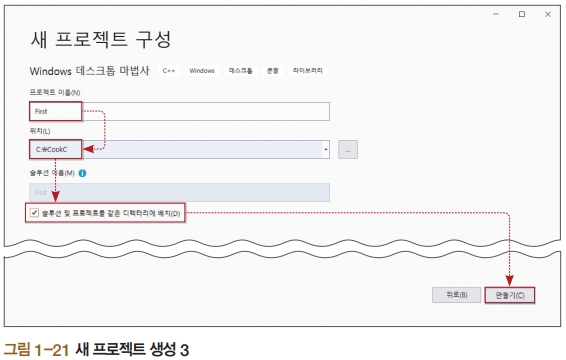 새 프로젝트 구성
Windows 데스크톱 마법사 C++ Windows 데스크톱 콘솔 라이브러리
프로젝트 이름(N)
First
위치(L)
C:₩CookC
...
솔루션 이름(M)
First
솔루션 및 프로젝트를 같은 디렉터리에 배치(D)
뒤로(B) 만들기(C)
그림 1-21 새 프로젝트 생성 3